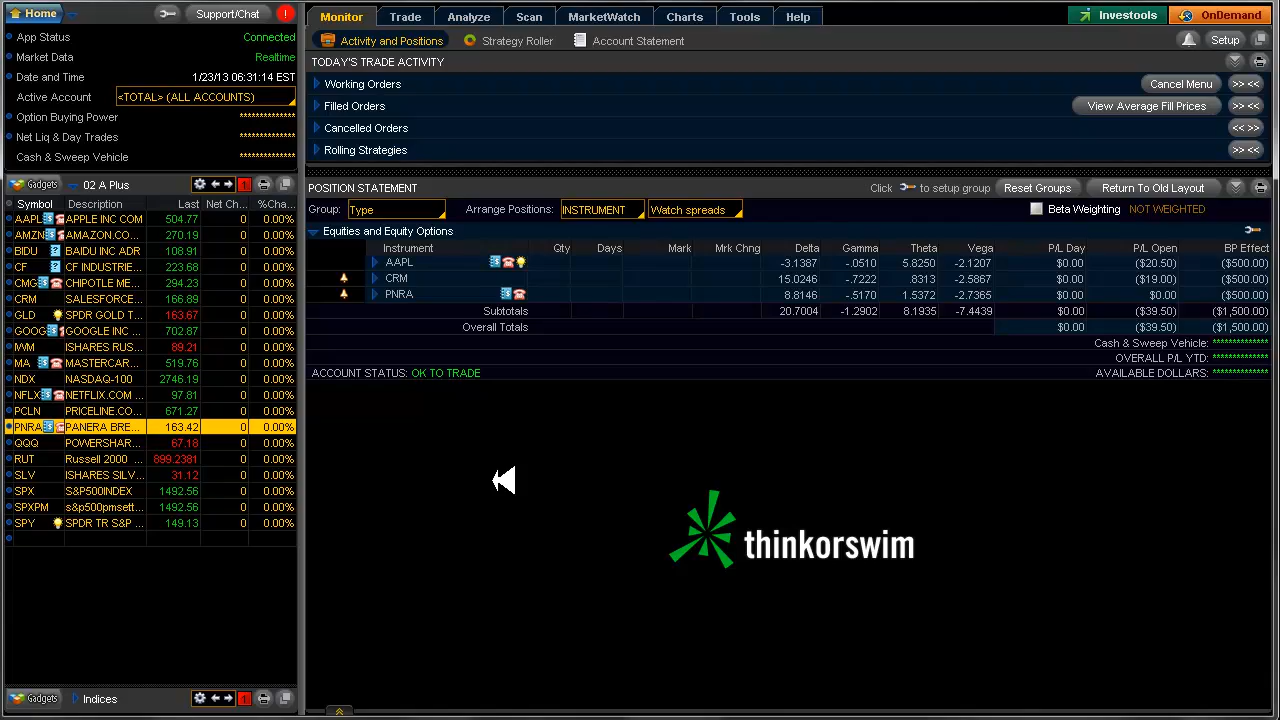 Home Support/Chat !
App Status Connected
Market Data Realtime
Date and Time 1/23/13 06:31:14 EST
Active Account <TOTAL> (ALL ACCOUNTS)
Option Buying Power **************
Net Liq & Day Trades **************
Cash & Sweep Vehicle **************
Gadgets 02 A Plus 1
Symbol Description Last Net Ch... %Cha...
AAPL APPLE INC COM 504.77 0 0.00%
AMZN AMAZON CO... 270.19 0 0.00%
BIDU BAIDU INC ADR 108.91 0 0.00%
CF CF INDUSTRIE... 223.68 0 0.00%
CMG CHIPOTLE ME... 294.23 0 0.00%
CRM SALESFORCE... 166.89 0 0.00%
GLD SPDR GOLD T... 163.67 0 0.00%
GOOG GOOGLE INC ... 702.87 0 0.00%
IWM ISHARES RUS... 89.21 0 0.00%
MA MASTERCAR... 519.76 0 0.00%
NDX NASDAQ-100 2746.19 0 0.00%
NFLX NETFLIX.COM ... 97.81 0 0.00%
PCLN PRICELINE.CO... 671.27 0 0.00%
PNRA PANERA BRE... 163.42 0 0.00%
QQQ POWERSHAR... 67.18 0 0.00%
RUT Russell 2000 ... 899.2381 0 0.00%
SLV ISHARES SILV... 31.12 0 0.00%
SPX S&P500INDEX 1492.56 0 0.00%
SPXPM s&p500pmsett... 1492.56 0 0.00%
SPY SPDR TR S&P ... 149.13 0 0.00%
Gadgets Indices 1
Monitor Trade Analyze Scan MarketWatch Charts Tools Help Investools OnDemand
Activity and Positions Strategy Roller Account Statement Setup
TODAY'S TRADE ACTIVITY
Working Orders Cancel Menu >> <<
Filled Orders View Average Fill Prices >> <<
Cancelled Orders << >>
Rolling Strategies >> <<
POSITION STATEMENT Click to setup group Reset Groups Return To Old Layout
Group: Type Arrange Positions: INSTRUMENT Watch spreads Beta Weighting NOT WEIGHTED
Equities and Equity Options
Instrument Qty Days Mark Mrk Chng Delta Gamma Theta Vega P/L Day P/L Open BP Effect
AAPL -3.1387 -.0510 5.8250 -2.1207 $0.00 ($20.50) ($500.00)
CRM 15.0246 -.7222 .8313 -2.5867 $0.00 ($19.00) ($500.00)
PNRA 8.8146 -.5170 1.5372 -2.7365 $0.00 $0.00 ($500.00)
Subtotals 20.7004 -1.2902 8.1935 -7.4439 $0.00 ($39.50) ($1,500.00)
Overall Totals $0.00 ($39.50) ($1,500.00)
Cash & Sweep Vehicle: **************
OVERALL P/L YTD: **************
ACCOUNT STATUS: OK TO TRADE AVAILABLE DOLLARS: **************
thinkorswim